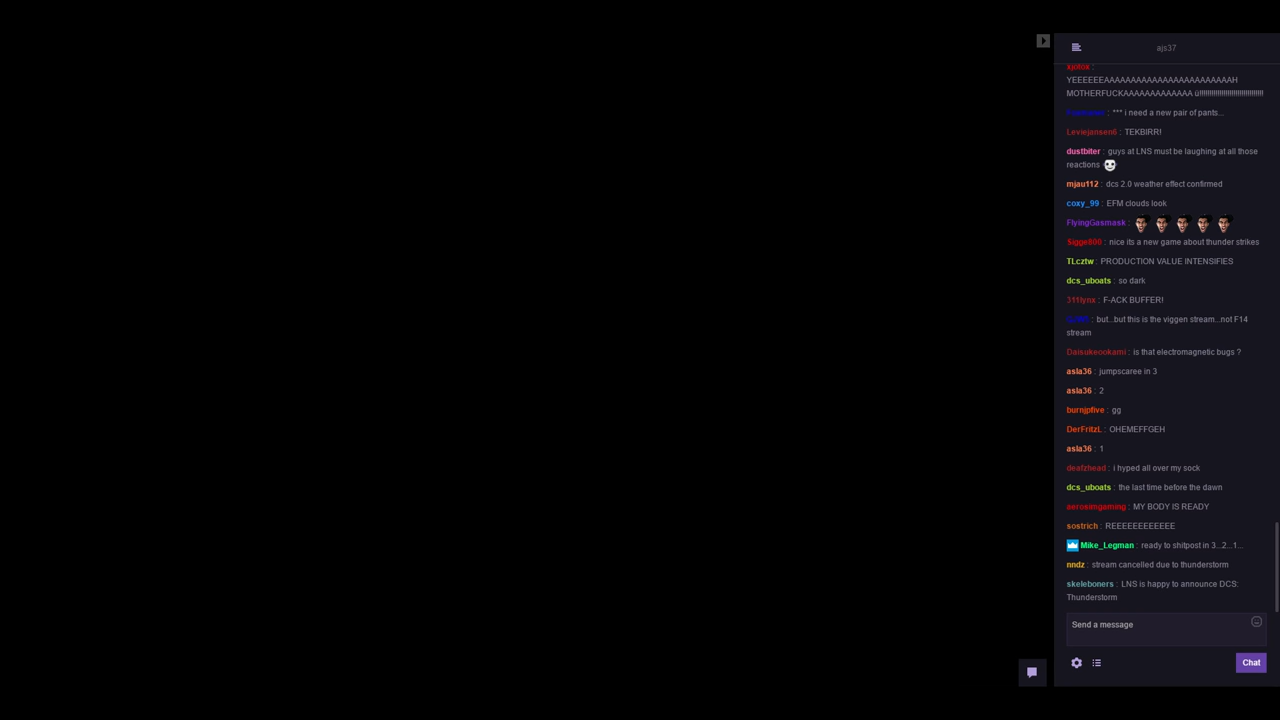 ajs37
xjolox :
YEEEEEEAAAAAAAAAAAAAAAAAAAAAAAAH
MOTHERFUCKAAAAAAAAAAAAA ú!!!!!!!!!!!!!!!!!!!!!!!!!!!!!!!!
: *** i need a new pair of pants...
Leviejansen6 : TEKBIRR!
dustbiter : guys at LNS must be laughing at all those
reactions
mjau112 : dcs 2.0 weather effect confirmed
coxy_99 : EFM clouds look
FlyingGasmask :
Sigge898 : nice its a new game about thunder strikes
TLcztw : PRODUCTION VALUE INTENSIFIES
dcs_uboats : so dark
311lynx : F-ACK BUFFER!
: but...but this is the viggen stream...not F14
stream
Daisukeookami : is that electromagnetic bugs ?
asla36 : jumpscaree in 3
asla36 : 2
burnjpfive : gg
DerFritzL : OHEMEFFGEH
asla36 : 1
deafzhead : i hyped all over my sock
dcs_uboats : the last time before the dawn
aerosimgaming : MY BODY IS READY
sostrich : REEEEEEEEEEEE
Mike_Legman : ready to shitpost in 3...2...1...
nndz : stream cancelled due to thunderstorm
skeleboners : LNS is happy to announce DCS:
Thunderstorm
Send a message
Chat